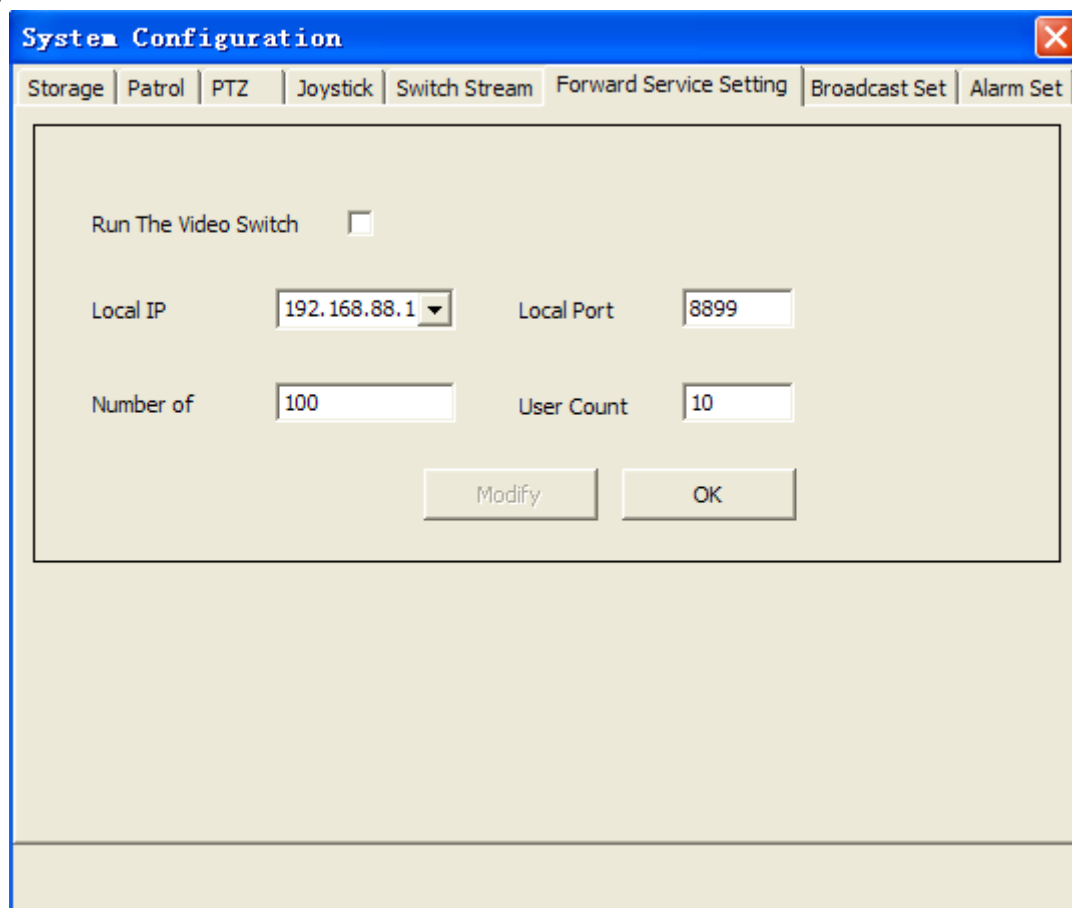 System Configuration
Storage Patrol PTZ Joystick Switch Stream Forward Service Setting Broadcast Set Alarm Set
Run The Video Switch
Local IP 192.168.88.1 Local Port 8899
Number of 100 User Count 10
Modify OK